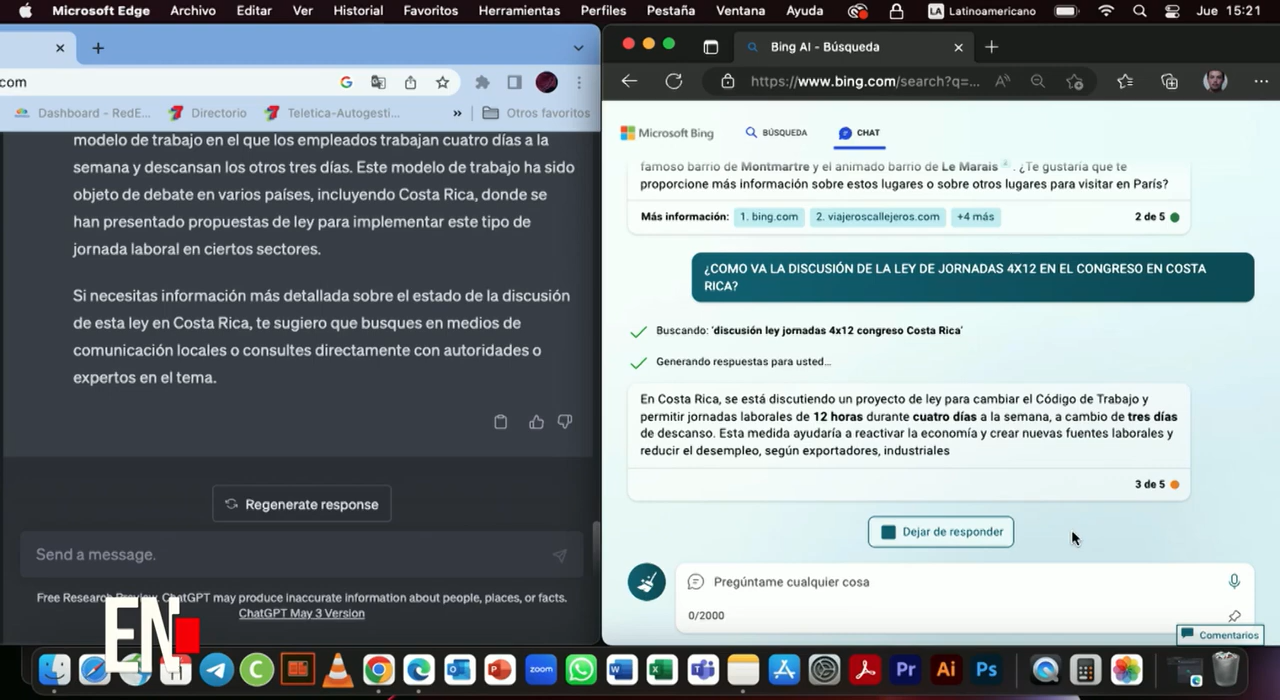 Microsoft Edge Archivo Editar Ver Historial Favoritos Herramientas Perfiles Pestaña Ventana Ayuda LA Latinoamericano Jue 15:21
com
Dashboard - RedE... Directorio Teletica-Autogesti... » Otros favoritos
modelo de trabajo en el que los empleados trabajan cuatro días a la
semana y descansan los otros tres días. Este modelo de trabajo ha sido
objeto de debate en varios países, incluyendo Costa Rica, donde se
han presentado propuestas de ley para implementar este tipo de
jornada laboral en ciertos sectores.
Si necesitas información más detallada sobre el estado de la discusión
de esta ley en Costa Rica, te sugiero que busques en medios de
comunicación locales o consultes directamente con autoridades o
expertos en el tema.
Regenerate response
Send a message.
Free Research Preview. ChatGPT may produce inaccurate information about people, places, or facts.
ChatGPT May 3 Version
EN
Bing AI - Búsqueda
https://www.bing.com/search?q=...
Microsoft Bing BÚSQUEDA CHAT
famoso barrio de Montmartre y el animado barrio de Le Marais . ¿Te gustaría que te
proporcione más información sobre estos lugares o sobre otros lugares para visitar en París?
Más información: 1. bing.com 2. viajeroscallejeros.com +4 más 2 de 5
¿COMO VA LA DISCUSIÓN DE LA LEY DE JORNADAS 4X12 EN EL CONGRESO EN COSTA
RICA?
Buscando: 'discusión ley jornadas 4x12 congreso Costa Rica'
Generando respuestas para usted...
En Costa Rica, se está discutiendo un proyecto de ley para cambiar el Código de Trabajo y
permitir jornadas laborales de 12 horas durante cuatro días a la semana, a cambio de tres días
de descanso. Esta medida ayudaría a reactivar la economía y crear nuevas fuentes laborales y
reducir el desempleo, según exportadores, industriales
3 de 5
Dejar de responder
Pregúntame cualquier cosa
0/2000
Comentarios
zoom Pr Ai Ps